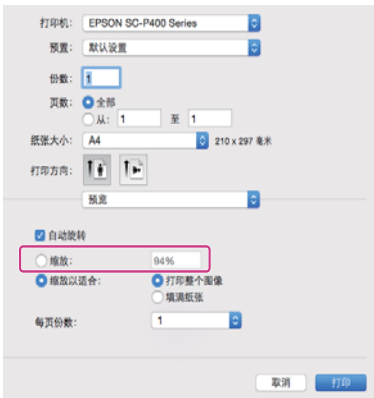 打印机: EPSON SC-P400 Series
预置: 默认设置
份数: 1
页数: 全部
从: 1 至 1
纸张大小: A4 210 x 297 毫米
打印方向:
预览
自动旋转
缩放: 94%
缩放以适合: 打印整个图像
填满纸张
每页份数: 1
取消 打印